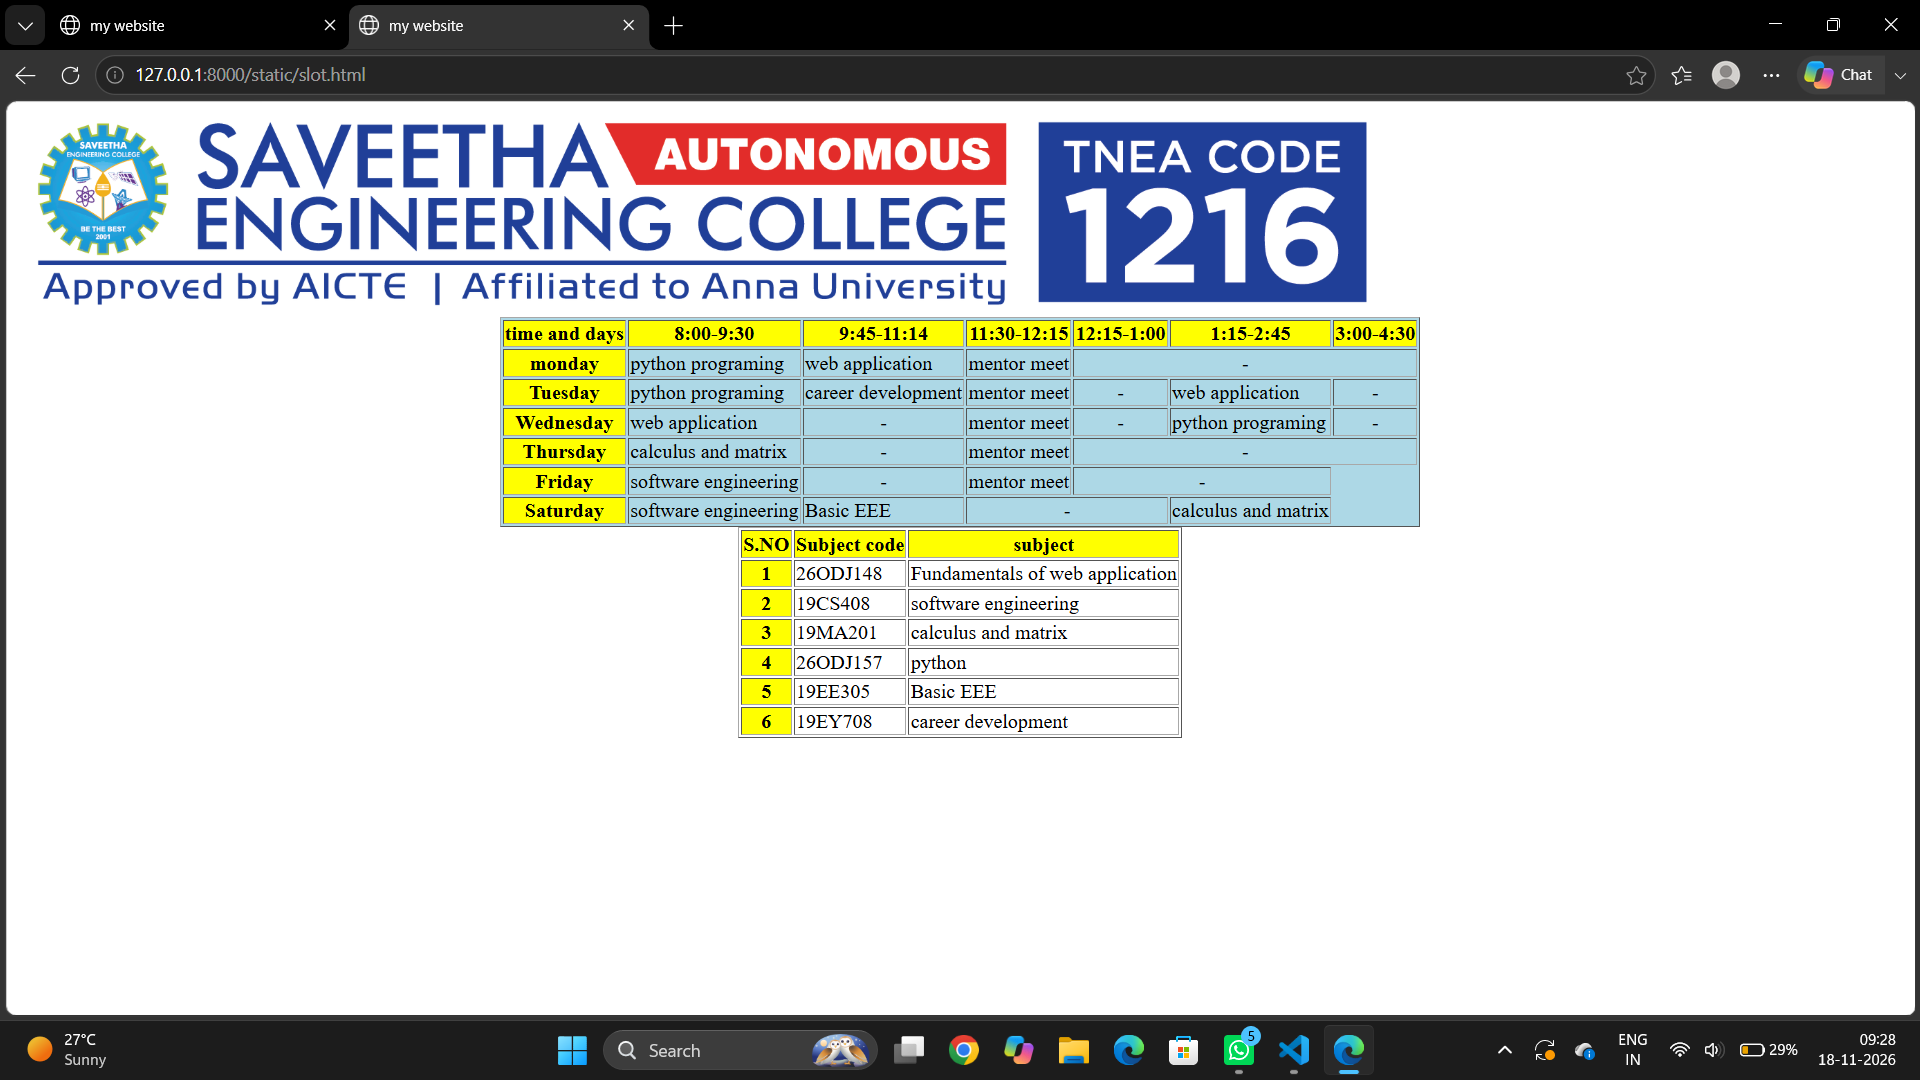 my website
my website
127.0.0.1:8000/static/slot.html
Chat
SAVEETHA
ENGINEERING COLLEGE
BE THE BEST
2001
SAVEETHA AUTONOMOUS
ENGINEERING COLLEGE
Approved by AICTE | Affiliated to Anna University
TNEA CODE
1216
time and days 8:00-9:30 9:45-11:14 11:30-12:15 12:15-1:00 1:15-2:45 3:00-4:30
monday python programing web application mentor meet -
Tuesday python programing career development mentor meet - web application -
Wednesday web application - mentor meet - python programing -
Thursday calculus and matrix - mentor meet -
Friday software engineering - mentor meet -
Saturday software engineering Basic EEE - calculus and matrix
S.NO Subject code subject
1 26ODJ148 Fundamentals of web application
2 19CS408 software engineering
3 19MA201 calculus and matrix
4 26ODJ157 python
5 19EE305 Basic EEE
6 19EY708 career development
27°C
Sunny
Search
5
ENG
IN
29%
09:28
18-11-2026